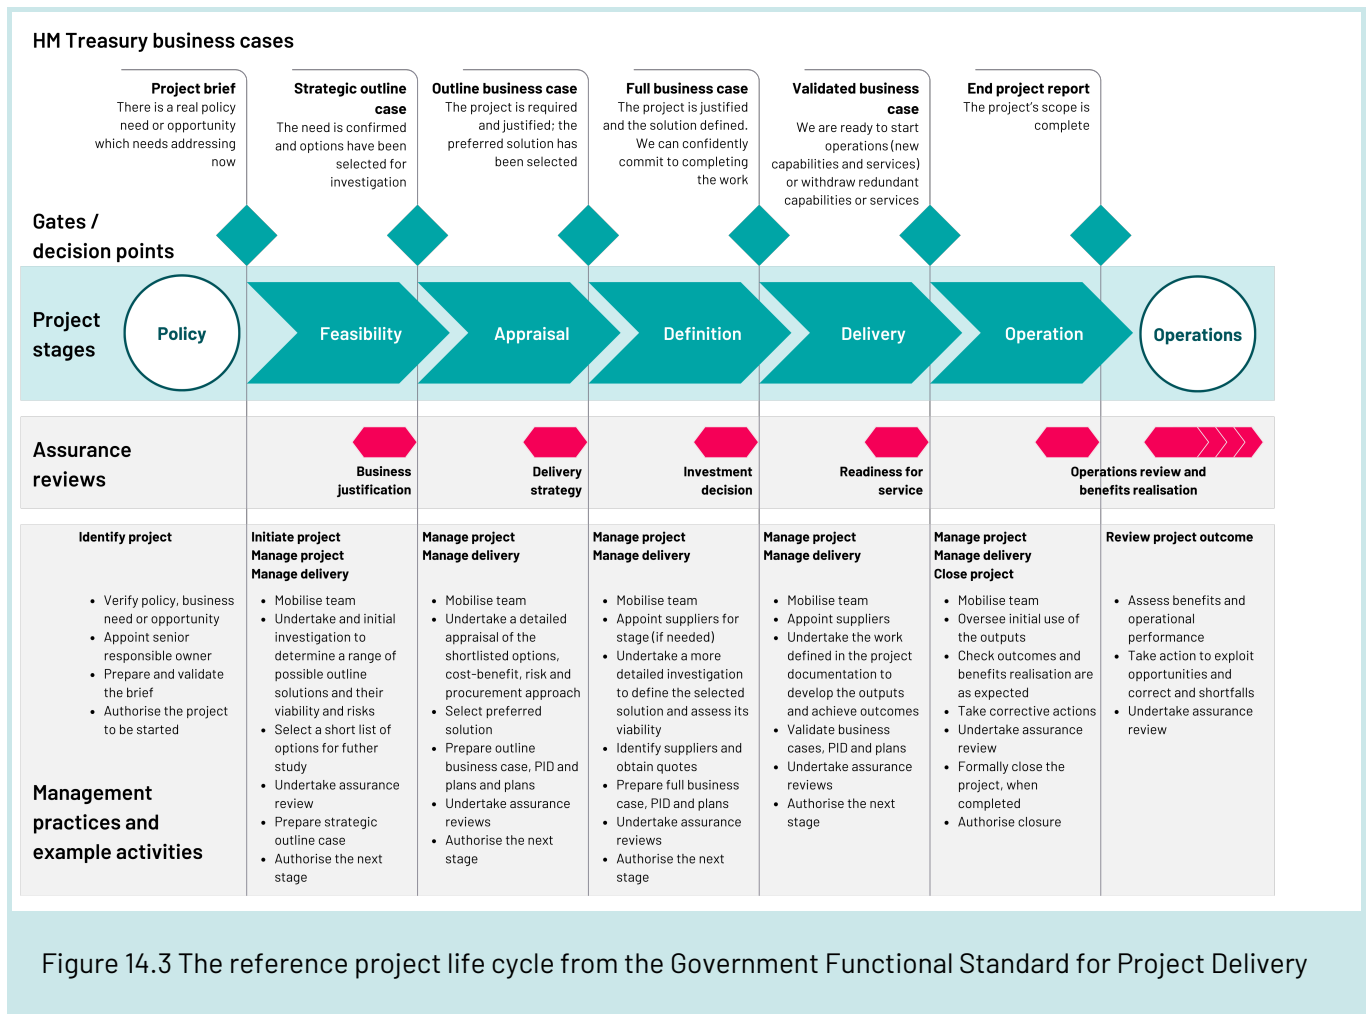 HM Treasury business cases
Project brief
There is a real policy
need or opportunity
which needs addressing
now
Strategic outline
case
The need is confirmed
and options have been
selected for
investigation
Outline business case
The project is required
and justified; the
preferred solution has
been selected
Full business case
The project is justified
and the solution defined.
We can confidently
commit to completing
the work
Validated business
case
We are ready to start
operations (new
capabilities and services)
or withdraw redundant
capabilities or services
End project report
The project's scope is
complete
Gates /
decision points
Project
stages
Policy
Feasibility
Appraisal
Definition
Delivery
Operation
Operations
Assurance
reviews
Business
justification
Delivery
strategy
Investment
decision
Readiness for
service
Operations review and
benefits realisation
Management
practices and
example activities
Identify project
• Verify policy, business
need or opportunity
• Appoint senior
responsible owner
• Prepare and validate
the brief
• Authorise the project
to be started
Initiate project
Manage project
Manage delivery
• Mobilise team
• Undertake and initial
investigation to
determine a range of
possible outline
solutions and their
viability and risks
• Select a short list of
options for futher
study
• Undertake assurance
review
• Prepare strategic
outline case
• Authorise the next
stage
Manage project
Manage delivery
• Mobilise team
• Undertake a detailed
appraisal of the
shortlisted options,
cost-benefit, risk and
procurement approach
• Select preferred
solution
• Prepare outline
business case, PID and
plans and plans
• Undertake assurance
reviews
• Authorise the next
stage
Manage project
Manage delivery
• Mobilise team
• Appoint suppliers for
stage (if needed)
• Undertake a more
detailed investigation
to define the selected
solution and assess its
viability
• Identify suppliers and
obtain quotes
• Prepare full business
case, PID and plans
• Undertake assurance
reviews
• Authorise the next
stage
Manage project
Manage delivery
• Mobilise team
• Appoint suppliers
• Undertake the work
defined in the project
documentation to
develop the outputs
and achieve outcomes
• Validate business
cases, PID and plans
• Undertake assurance
reviews
• Authorise the next
stage
Manage project
Manage delivery
Close project
• Mobilise team
• Oversee initial use of
the outputs
• Check outcomes and
benefits realisation are
as expected
• Take corrective actions
• Undertake assurance
review
• Formally close the
project, when
completed
• Authorise closure
Review project outcome
• Assess benefits and
operational
performance
• Take action to exploit
opportunities and
correct and shortfalls
• Undertake assurance
review
Figure 14.3 The reference project life cycle from the Government Functional Standard for Project Delivery